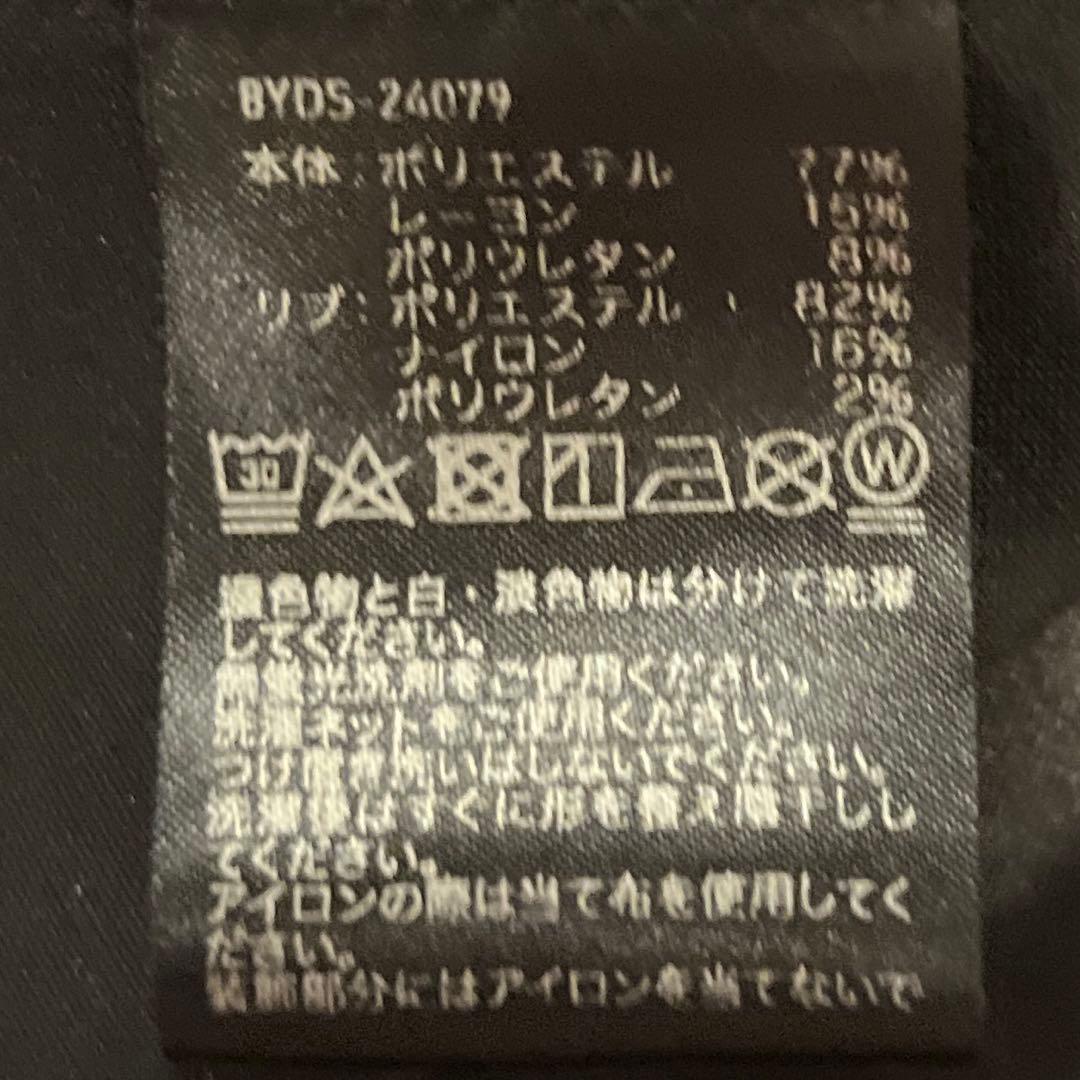 BYDS-24079
本体:ポリエステル 77%
レーヨン 15%
ポリウレタン 8%
リブ:ポリエステル 82%
ナイロン 16%
ポリウレタン 2%
30 W
濃色物と白・淡色物は分けて洗濯
してください。
無蛍光洗剤をご使用ください。
洗濯ネットをご使用ください。
つけ置き洗いはしないでください。
洗濯後はすぐに形を整え陰干しし
てください。
アイロンの際は当て布を使用してく
ださい。
装飾部分にはアイロンを当てないで